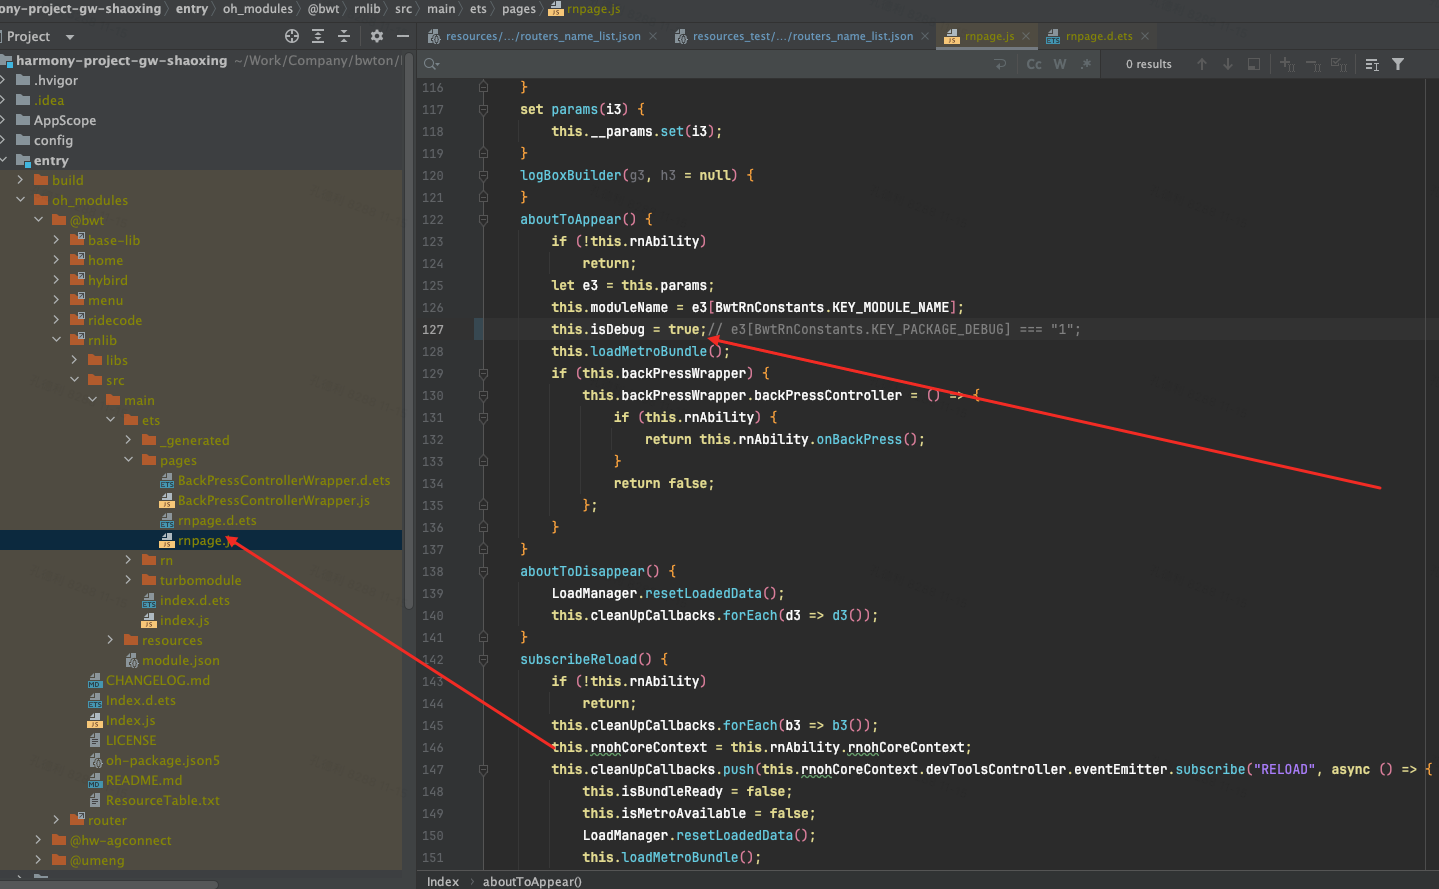 ony-project-gw-shaoxing › entry › oh_modules › @bwt › rnlib › src › main › ets › pages › rnpage.js
Project
resources/.../routers_name_list.json
resources_test/.../routers_name_list.json
rnpage.js
rnpage.d.ets
Cc W .* 0 results
harmony-project-gw-shaoxing ~/Work/Company/bwton/
.hvigor
.idea
AppScope
config
entry
build
oh_modules
@bwt
base-lib
home
hybird
menu
ridecode
rnlib
libs
src
main
ets
_generated
pages
BackPressControllerWrapper.d.ets
BackPressControllerWrapper.js
rnpage.d.ets
rnpage.j
rn
turbomodule
index.d.ets
index.js
resources
module.json
CHANGELOG.md
Index.d.ets
Index.js
LICENSE
oh-package.json5
README.md
ResourceTable.txt
router
@hw-agconnect
@umeng
116 }
117 set params(i3) {
118 this.__params.set(i3);
119 }
120 logBoxBuilder(g3, h3 = null) {
121 }
122 aboutToAppear() {
123 if (!this.rnAbility)
124 return;
125 let e3 = this.params;
126 this.moduleName = e3[BwtRnConstants.KEY_MODULE_NAME];
127 this.isDebug = true;// e3[BwtRnConstants.KEY_PACKAGE_DEBUG] === "1";
128 this.loadMetroBundle();
129 if (this.backPressWrapper) {
130 this.backPressWrapper.backPressController = () => {
131 if (this.rnAbility) {
132 return this.rnAbility.onBackPress();
133 }
134 return false;
135 };
136 }
137 }
138 aboutToDisappear() {
139 LoadManager.resetLoadedData();
140 this.cleanUpCallbacks.forEach(d3 => d3());
141 }
142 subscribeReload() {
143 if (!this.rnAbility)
144 return;
145 this.cleanUpCallbacks.forEach(b3 => b3());
146 this.rnohCoreContext = this.rnAbility.rnohCoreContext;
147 this.cleanUpCallbacks.push(this.rnohCoreContext.devToolsController.eventEmitter.subscribe("RELOAD", async () => {
148 this.isBundleReady = false;
149 this.isMetroAvailable = false;
150 LoadManager.resetLoadedData();
151 this.loadMetroBundle();
Index › aboutToAppear()